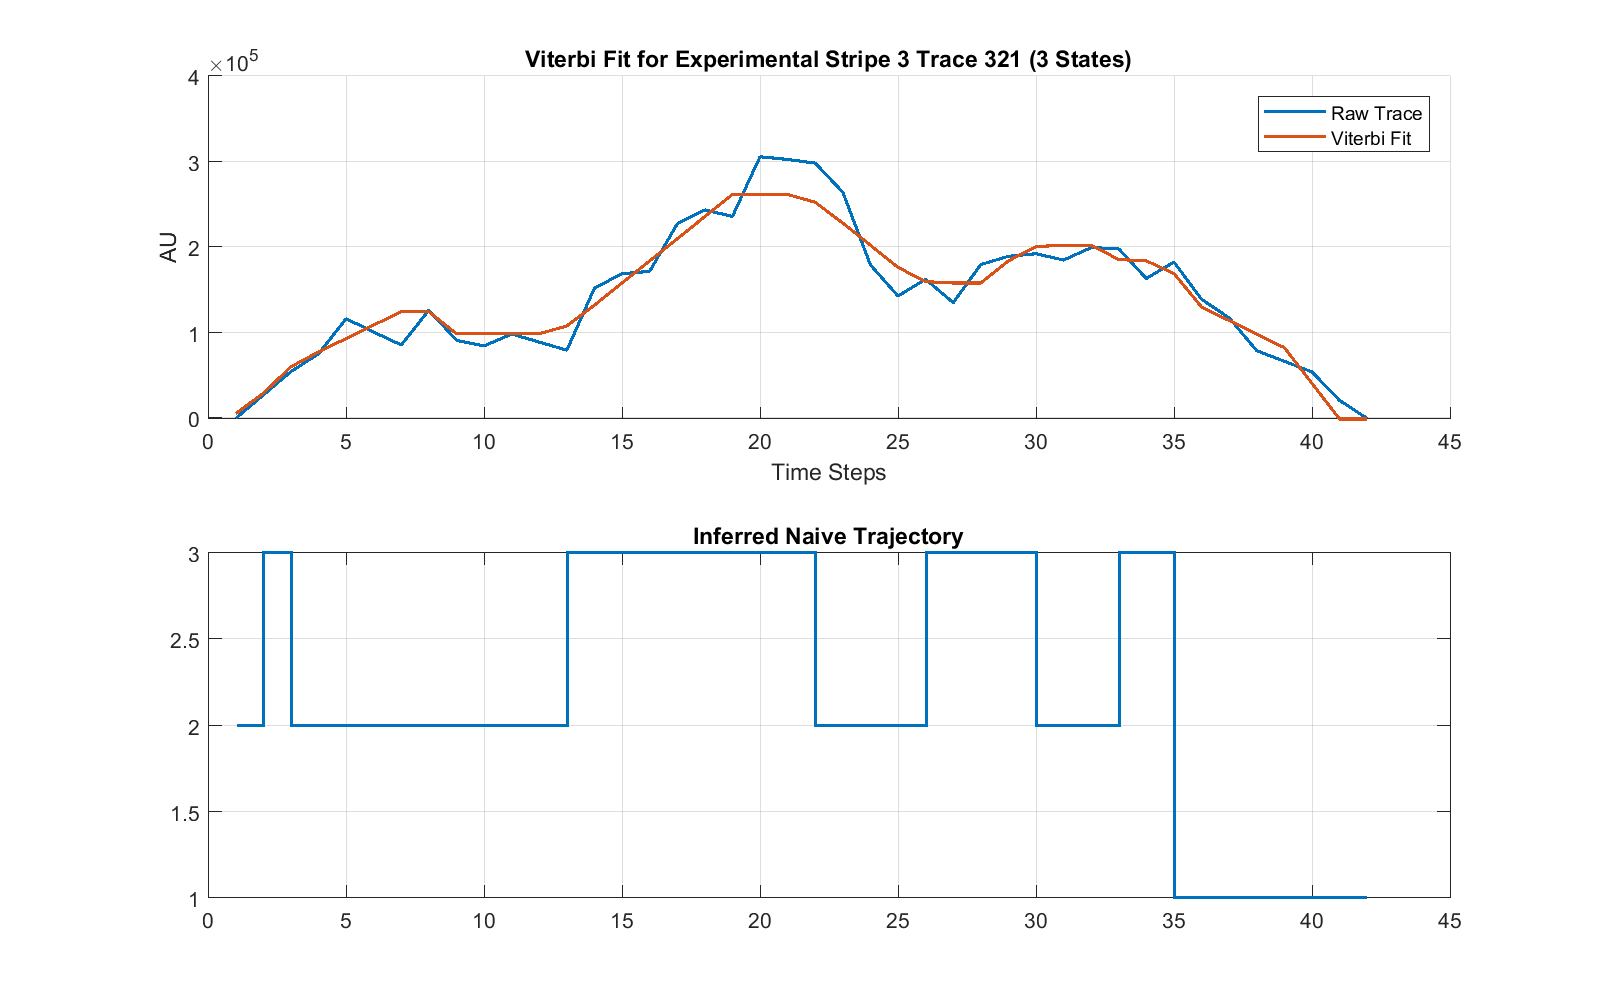 Viterbi Fit for Experimental Stripe 3 Trace 321 (3 States)
×10^5
4
3
2
1
0
AU
Raw Trace
Viterbi Fit
0 5 10 15 20 25 30 35 40 45
Time Steps
Inferred Naive Trajectory
3
2.5
2
1.5
1
0 5 10 15 20 25 30 35 40 45